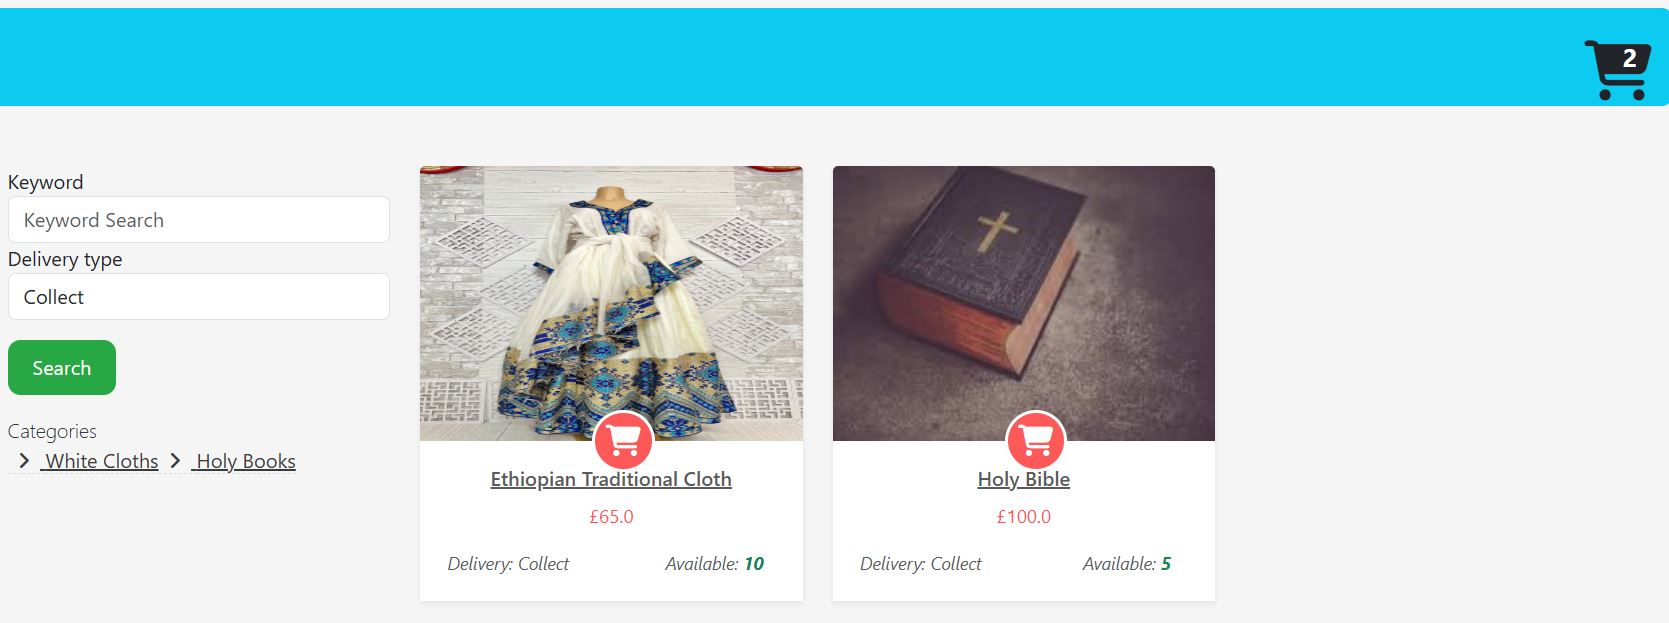 2
Keyword
Keyword Search
Delivery type
Collect
Search
Categories
White Cloths Holy Books
Ethiopian Traditional Cloth
£65.0
Delivery: Collect Available: 10
Holy Bible
£100.0
Delivery: Collect Available: 5